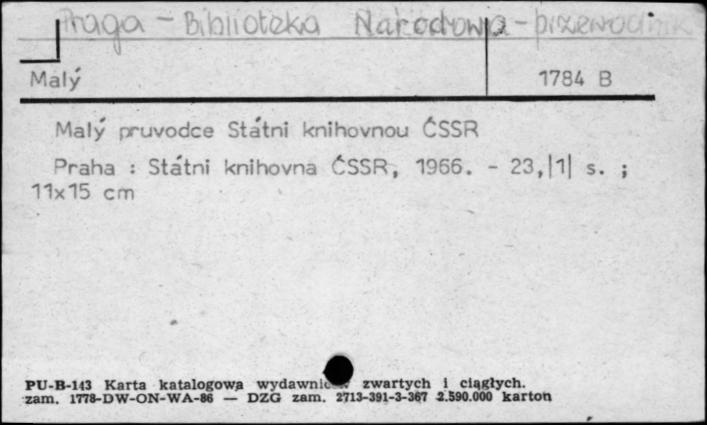 Praga - Biblioteka Narodowa - przewodnik
Malý
1784 B
Malý pruvodce Státni knihovnou ČSSR
Praha : Státni knihovna ČSSR, 1966. - 23,|1| s. ;
11x15 cm
PU-B-143 Karta katalogowa wydawnictw zwartych i ciągłych.
zam. 1778-DW-ON-WA-86 — DZG zam. 2713-391-3-367 2.590.000 karton